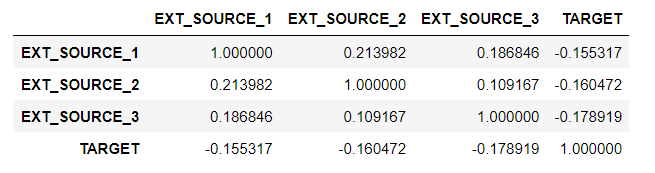 EXT_SOURCE_1 EXT_SOURCE_2 EXT_SOURCE_3 TARGET
EXT_SOURCE_1 1.000000 0.213982 0.186846 -0.155317
EXT_SOURCE_2 0.213982 1.000000 0.109167 -0.160472
EXT_SOURCE_3 0.186846 0.109167 1.000000 -0.178919
TARGET -0.155317 -0.160472 -0.178919 1.000000